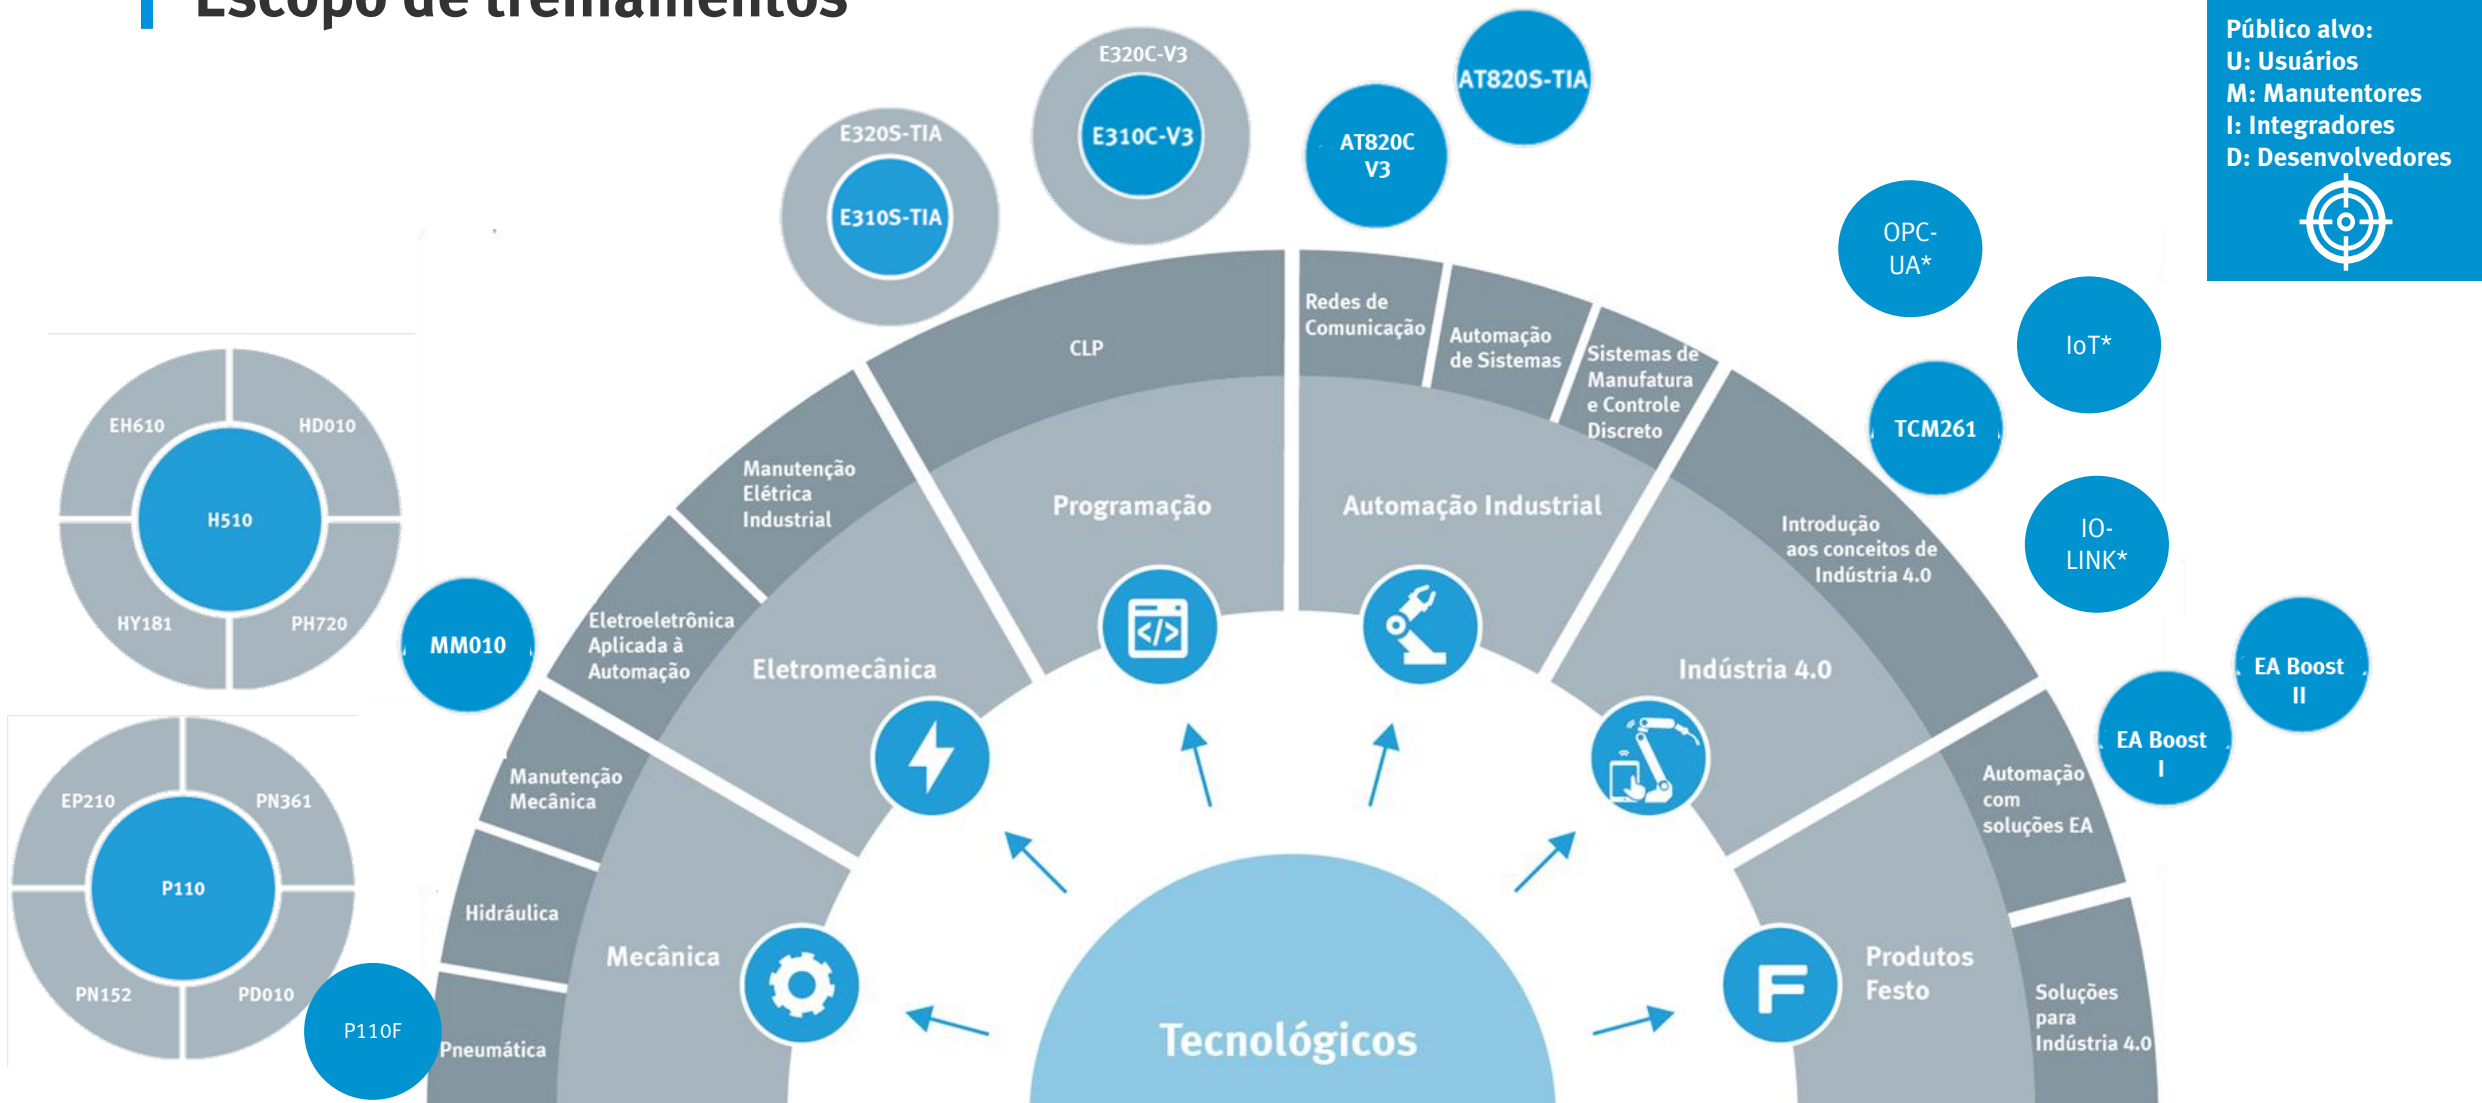 Escopo de treinamentos
Público alvo:
U: Usuários
M: Manutentores
I: Integradores
D: Desenvolvedores
E320S-TIA
E310S-TIA
E320C-V3
E310C-V3
AT820C
V3
AT820S-TIA
OPC-
UA*
IoT*
TCM261
IO-
LINK*
EA Boost
II
EA Boost
I
EH610
HD010
H510
HY181
PH720
MM010
EP210
PN361
P110
PN152
PD010
P110F
Pneumática
Hidráulica
Manutenção
Mecânica
Eletroeletrônica
Aplicada à
Automação
Manutenção
Elétrica
Industrial
CLP
Redes de
Comunicação
Automação
de Sistemas
Sistemas de
Manufatura
e Controle
Discreto
Introdução
aos conceitos de
Indústria 4.0
Automação
com
soluções EA
Soluções
para
Indústria 4.0
Mecânica
Eletromecânica
Programação
</>
Automação Industrial
Indústria 4.0
Produtos
Festo
F
Tecnológicos